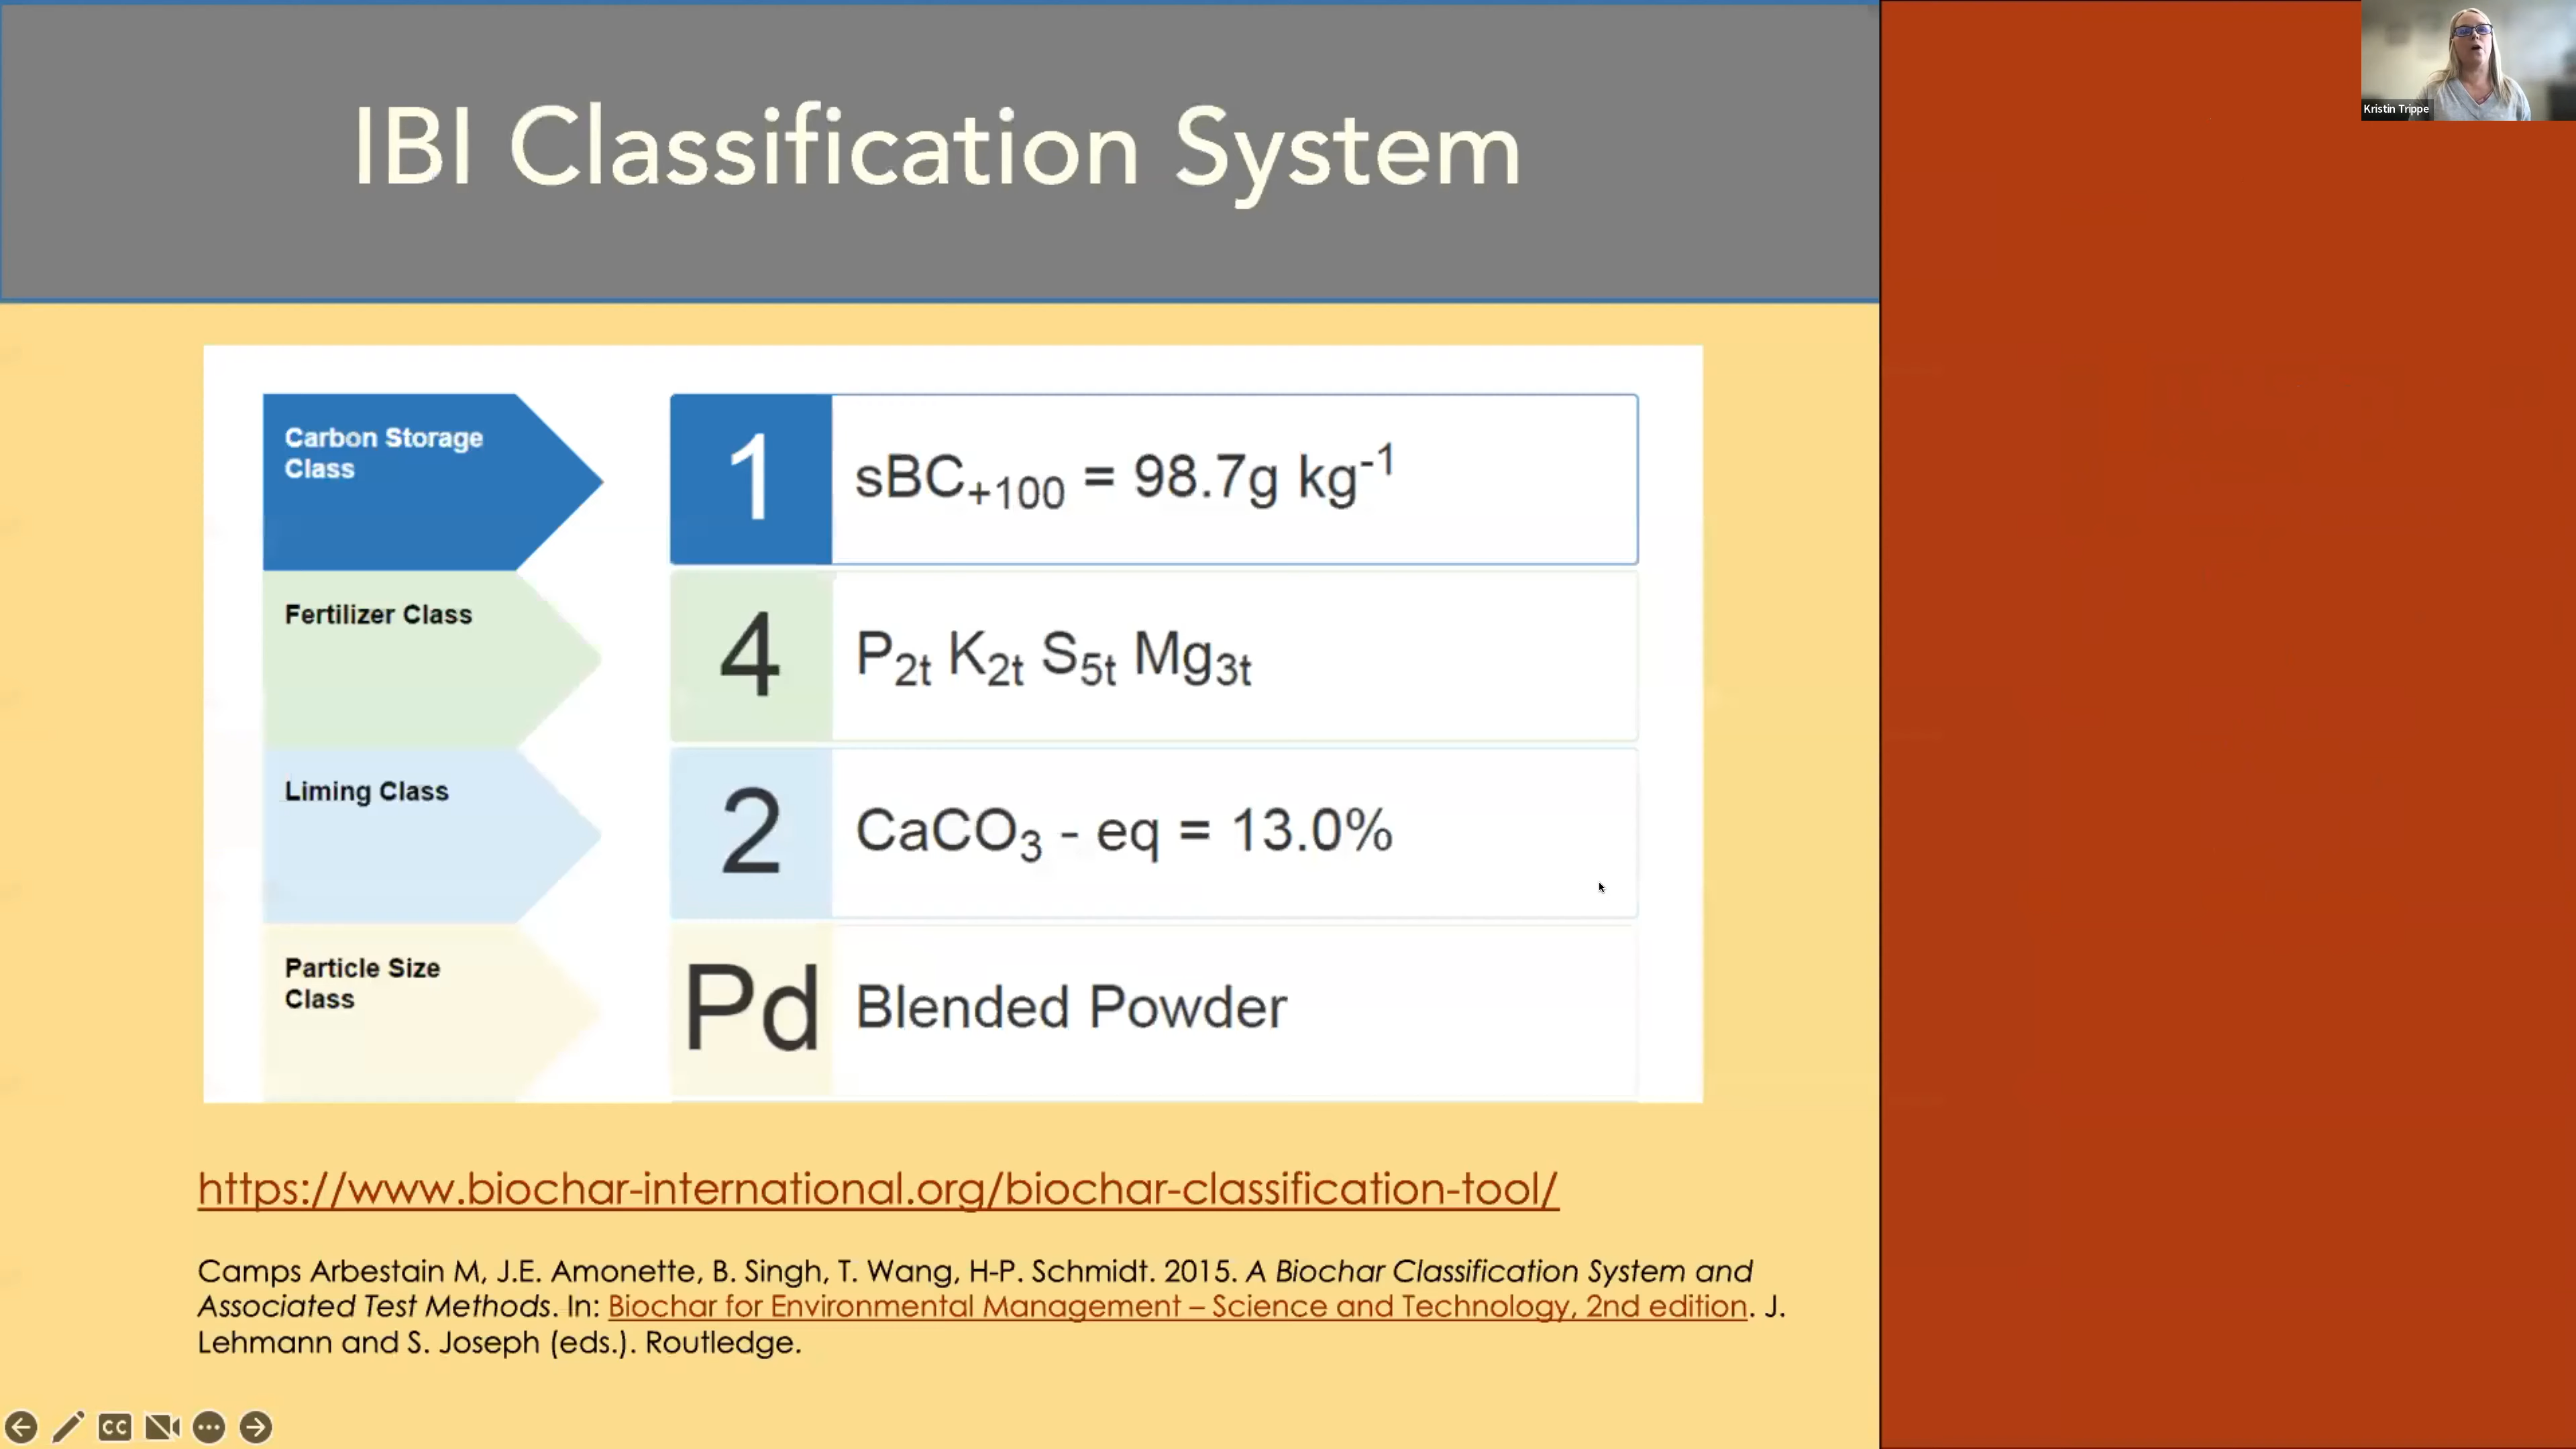 IBI Classification System
Kristin Trippe
Carbon Storage
Class
1
sBC₊₁₀₀ = 98.7g kg⁻¹
Fertilizer Class
4
P₂ₜ K₂ₜ S₅ₜ Mg₃ₜ
Liming Class
2
CaCO₃ - eq = 13.0%
Particle Size
Class
Pd
Blended Powder
https://www.biochar-international.org/biochar-classification-tool/
Camps Arbestain M, J.E. Amonette, B. Singh, T. Wang, H-P. Schmidt. 2015. A Biochar Classification System and
Associated Test Methods. In: Biochar for Environmental Management – Science and Technology, 2nd edition. J.
Lehmann and S. Joseph (eds.). Routledge.
CC